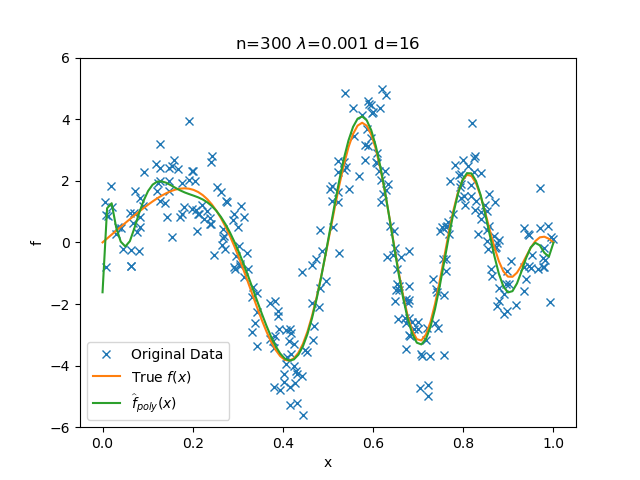 n=300 λ=0.001 d=16
6
4
2
0
−2
−4
−6
f
Original Data
True f(x)
f̂poly(x)
0.0 0.2 0.4 0.6 0.8 1.0
x